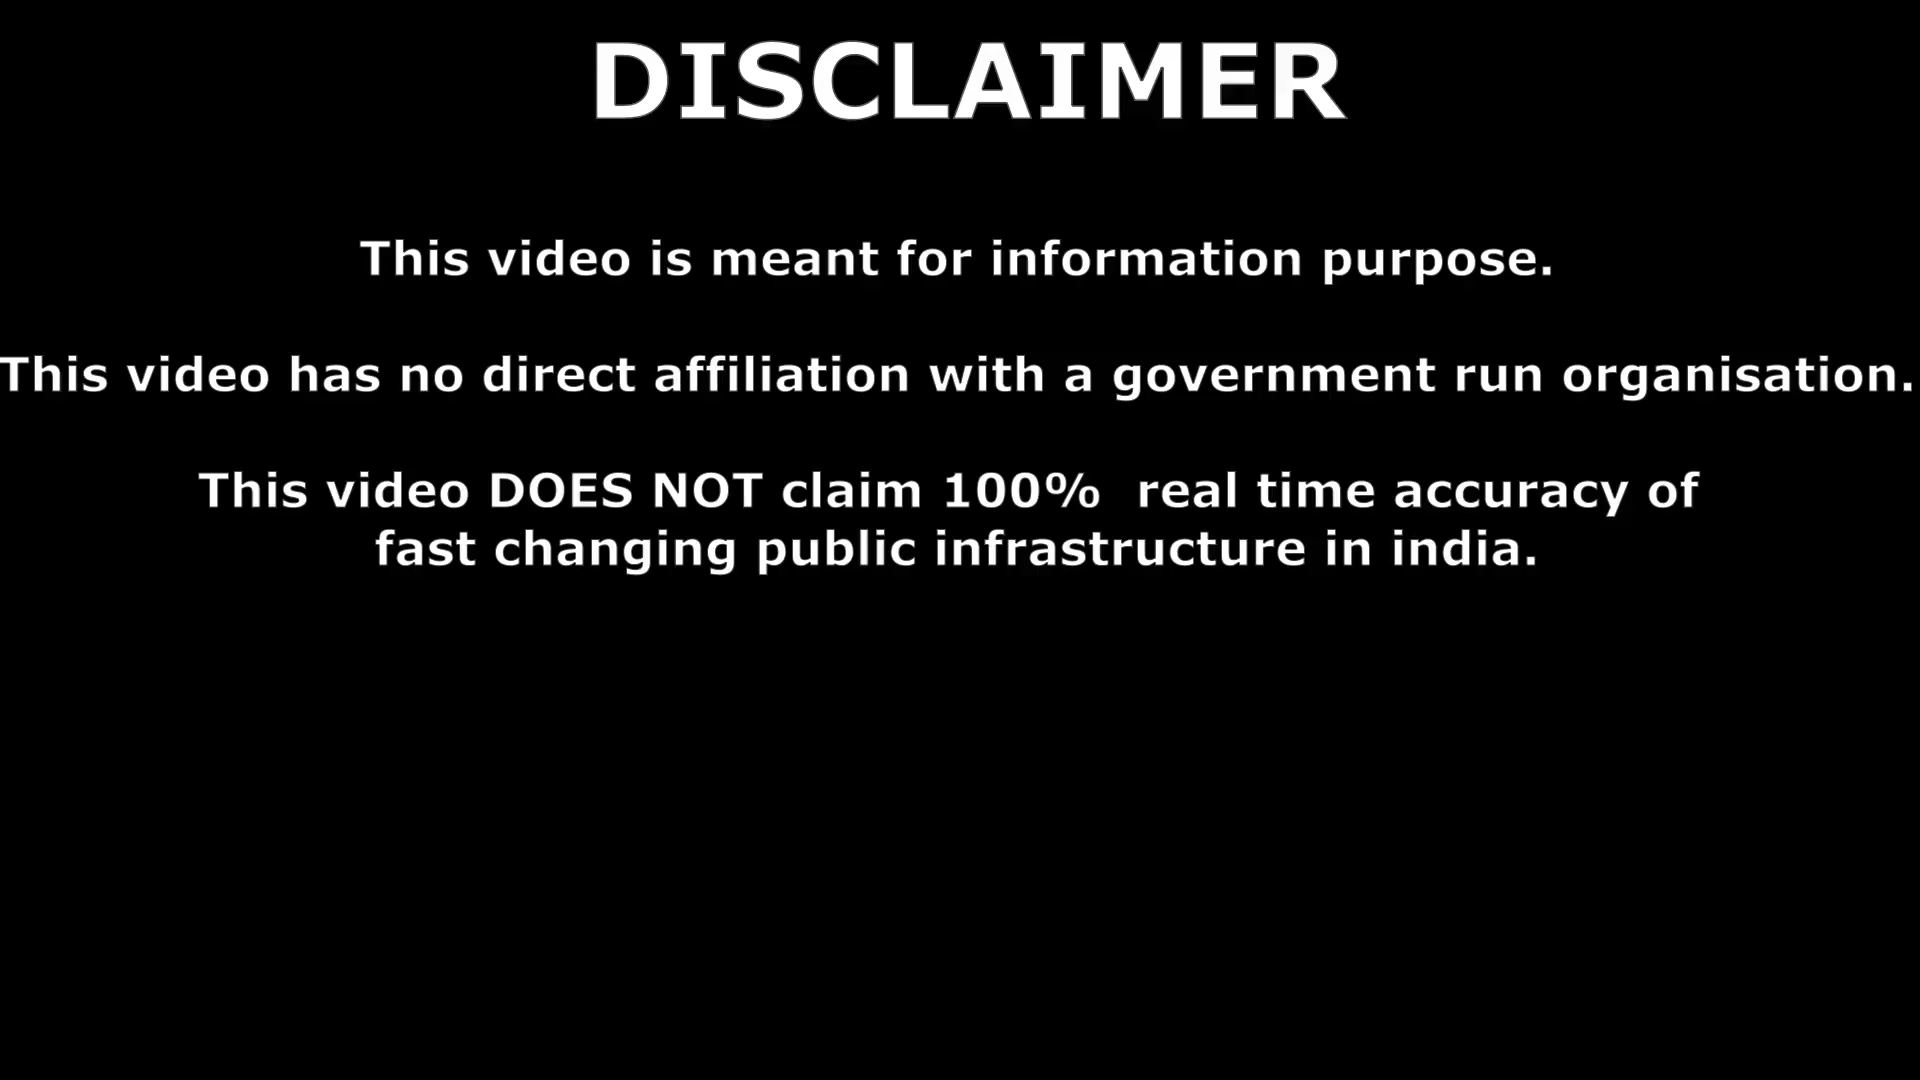 DISCLAIMER
This video is meant for information purpose.
This video has no direct affiliation with a government run organisation.
This video DOES NOT claim 100%  real time accuracy of
fast changing public infrastructure in india.